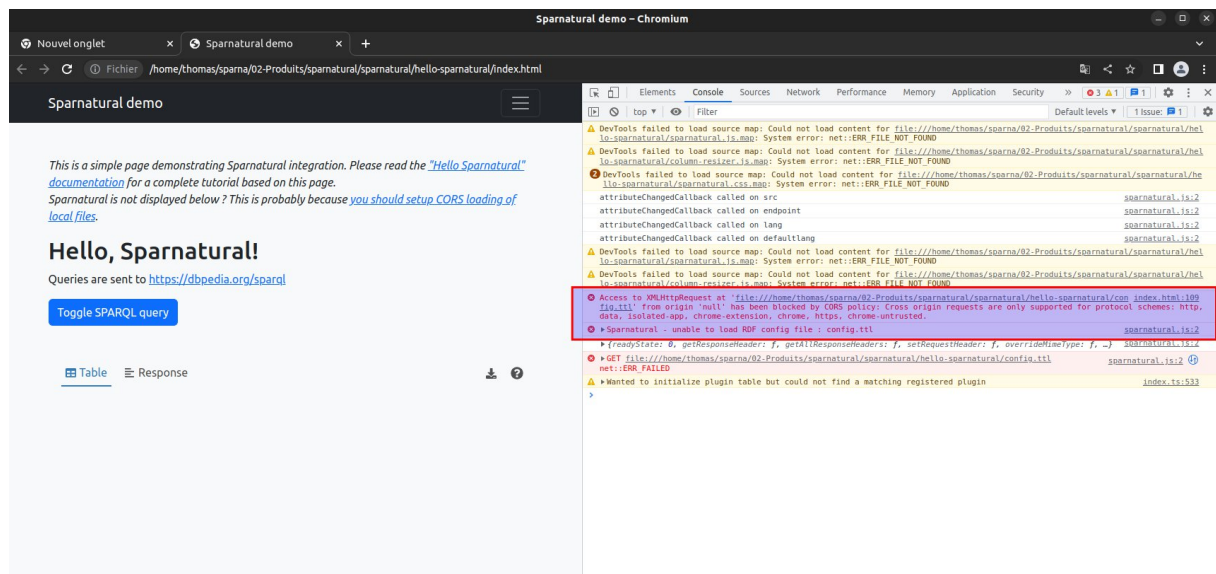 Sparnatural demo – Chromium
Nouvel onglet × Sparnatural demo × +
Fichier /home/thomas/sparna/02-Produits/sparnatural/sparnatural/hello-sparnatural/index.html
Sparnatural demo
This is a simple page demonstrating Sparnatural integration. Please read the "Hello Sparnatural"
documentation for a complete tutorial based on this page.
Sparnatural is not displayed below ? This is probably because you should setup CORS loading of
local files.
Hello, Sparnatural!
Queries are sent to https://dbpedia.org/sparql
Toggle SPARQL query
Table Response
Elements Console Sources Network Performance Memory Application Security » 3 1 1
top ▼ Filter Default levels ▼ 1 Issue: 1
DevTools failed to load source map: Could not load content for file:///home/thomas/sparna/02-Produits/sparnatural/sparnatural/hel
lo-sparnatural/sparnatural.js.map: System error: net::ERR_FILE_NOT_FOUND
DevTools failed to load source map: Could not load content for file:///home/thomas/sparna/02-Produits/sparnatural/sparnatural/hel
lo-sparnatural/column-resizer.js.map: System error: net::ERR_FILE_NOT_FOUND
2 DevTools failed to load source map: Could not load content for file:///home/thomas/sparna/02-Produits/sparnatural/sparnatural/he
llo-sparnatural/sparnatural.css.map: System error: net::ERR_FILE_NOT_FOUND
attributeChangedCallback called on src sparnatural.js:2
attributeChangedCallback called on endpoint sparnatural.js:2
attributeChangedCallback called on lang sparnatural.js:2
attributeChangedCallback called on defaultlang sparnatural.js:2
DevTools failed to load source map: Could not load content for file:///home/thomas/sparna/02-Produits/sparnatural/sparnatural/hel
lo-sparnatural/sparnatural.js.map: System error: net::ERR_FILE_NOT_FOUND
DevTools failed to load source map: Could not load content for file:///home/thomas/sparna/02-Produits/sparnatural/sparnatural/hel
lo-sparnatural/column-resizer.js.map: System error: net::ERR_FILE_NOT_FOUND
Access to XMLHttpRequest at 'file:///home/thomas/sparna/02-Produits/sparnatural/sparnatural/hello-sparnatural/con index.html:109
fig.ttl' from origin 'null' has been blocked by CORS policy: Cross origin requests are only supported for protocol schemes: http,
data, isolated-app, chrome-extension, chrome, https, chrome-untrusted.
Sparnatural - unable to load RDF config file : config.ttl sparnatural.js:2
{readyState: 0, getResponseHeader: ƒ, getAllResponseHeaders: ƒ, setRequestHeader: ƒ, overrideMimeType: ƒ, …} sparnatural.js:2
GET file:///home/thomas/sparna/02-Produits/sparnatural/sparnatural/hello-sparnatural/config.ttl sparnatural.js:2
net::ERR_FAILED
Wanted to initialize plugin table but could not find a matching registered plugin index.ts:533